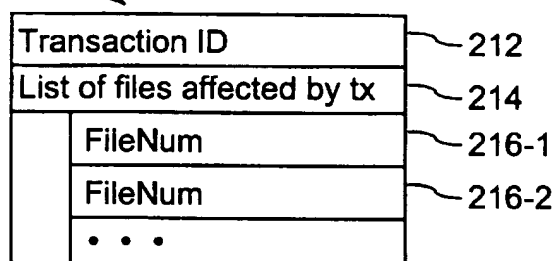 Transaction ID 212
List of files affected by tx 214
FileNum 216-1
FileNum 216-2
• • •